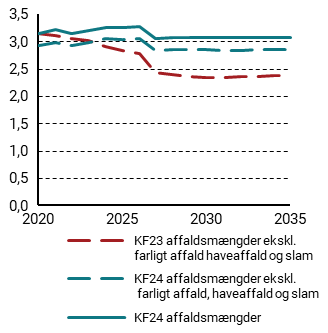 3,5
3,0
2,5
2,0
1,5
1,0
0,5
0,0
2020 2025 2030 2035
KF23 affaldsmængder ekskl.
farligt affald haveaffald og slam
KF24 affaldsmængder ekskl.
farligt affald, haveaffald og slam
KF24 affaldsmængder